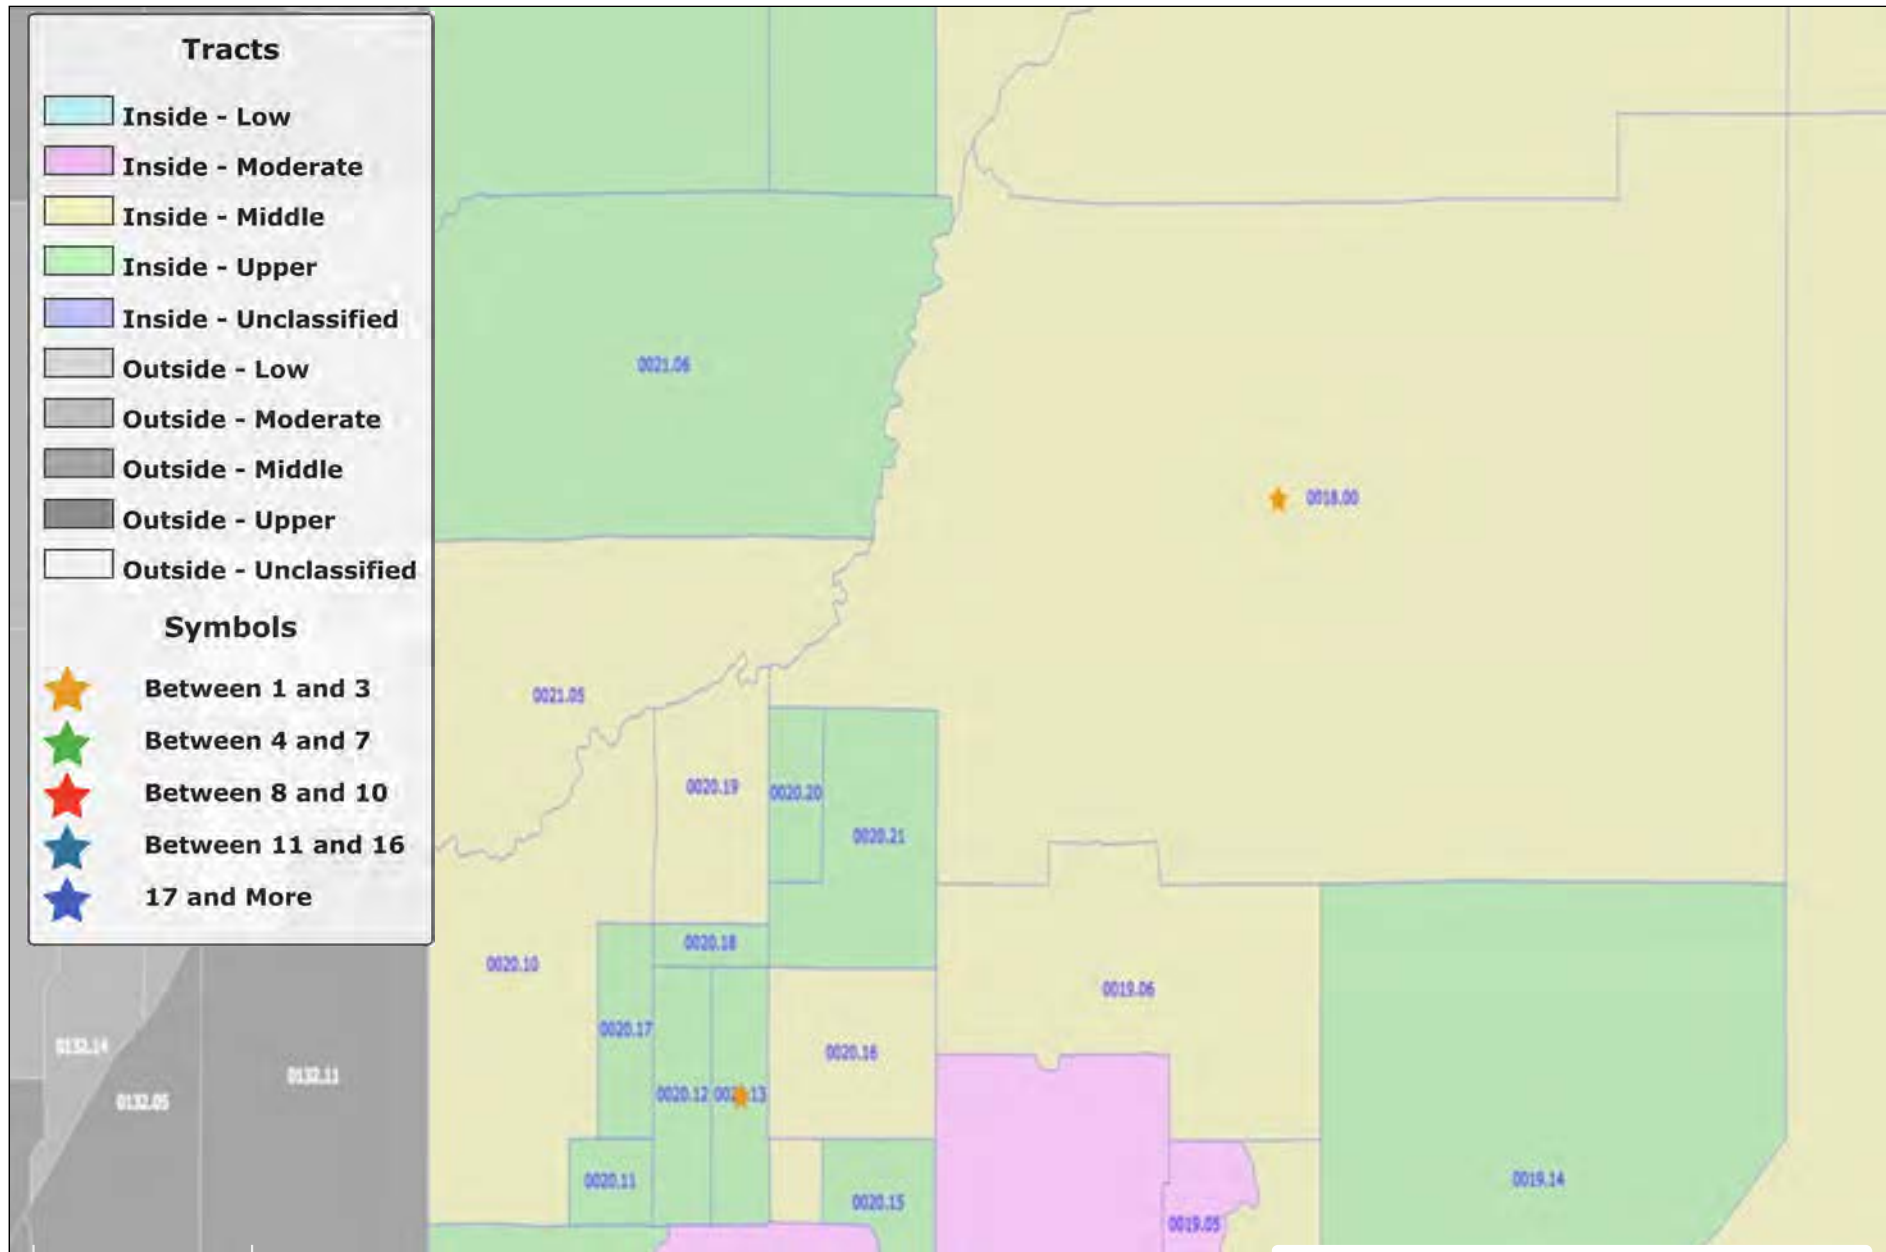 Tracts
Inside - Low
Inside - Moderate
Inside - Middle
Inside - Upper
Inside - Unclassified
Outside - Low
Outside - Moderate
Outside - Middle
Outside - Upper
Outside - Unclassified
Symbols
Between 1 and 3
Between 4 and 7
Between 8 and 10
Between 11 and 16
17 and More
0021.06
0018.00
0021.05
0020.19
0020.20
0020.21
0020.18
0020.10
0019.06
0020.17
0132.14
0020.16
0132.11
0132.05
0020.12
0020.11
0019.14
0020.15
0019.05